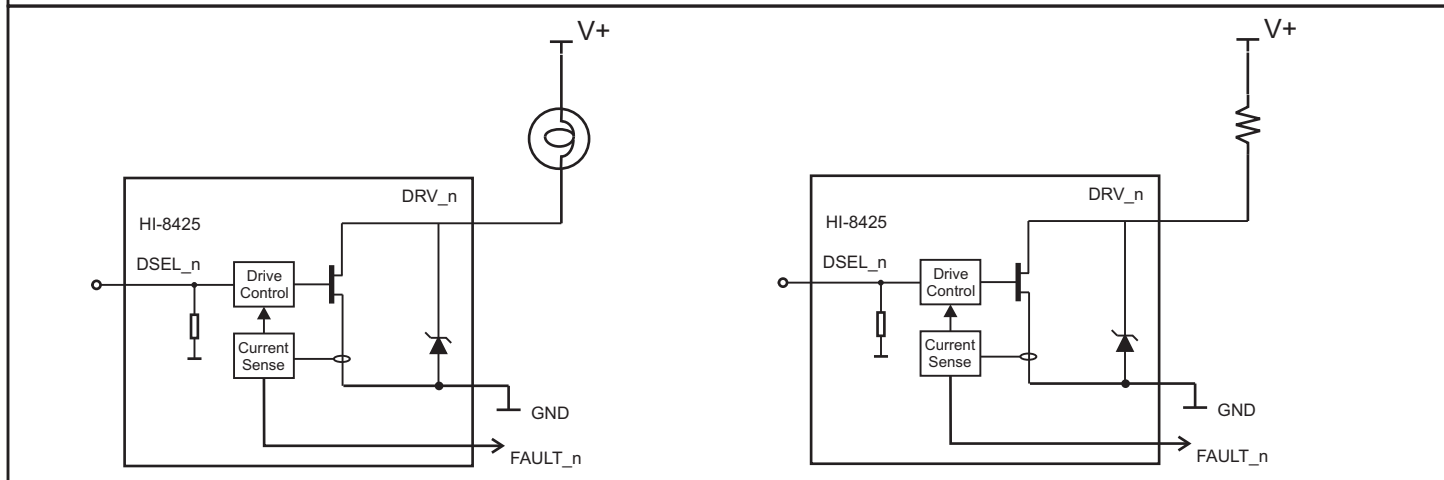 V+
DRV_n
HI-8425
DSEL_n
Drive
Control
Current
Sense
GND
FAULT_n
V+
DRV_n
HI-8425
DSEL_n
Drive
Control
Current
Sense
GND
FAULT_n